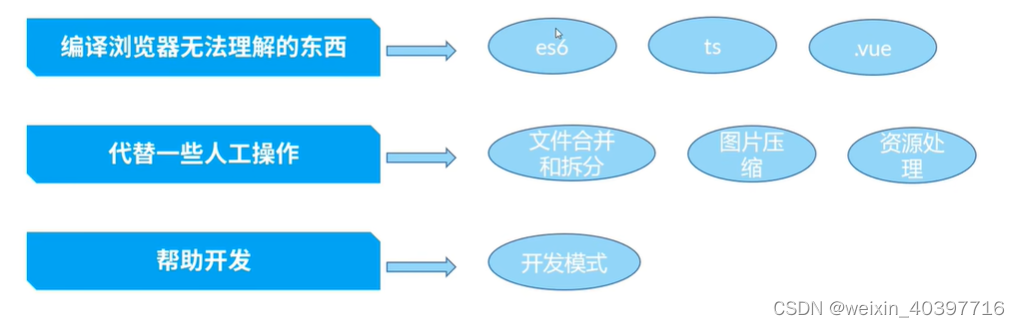 编译浏览器无法理解的东西
es6
ts
.vue
代替一些人工操作
文件合并
和拆分
图片压
缩
资源处
理
帮助开发
开发模式
CSDN @weixin_40397716